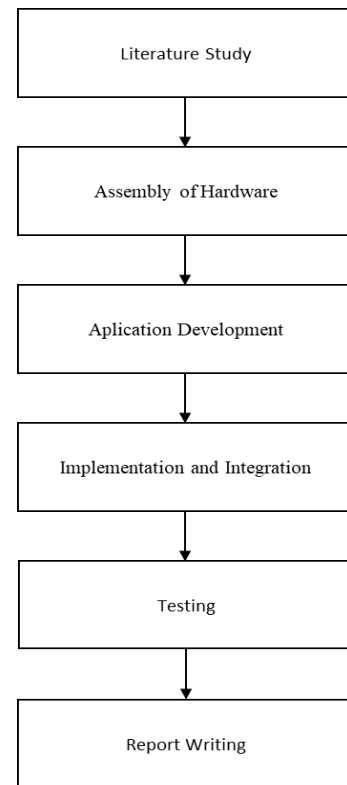 Literature Study
Assembly of Hardware
Aplication Development
Implementation and Integration
Testing
Report Writing